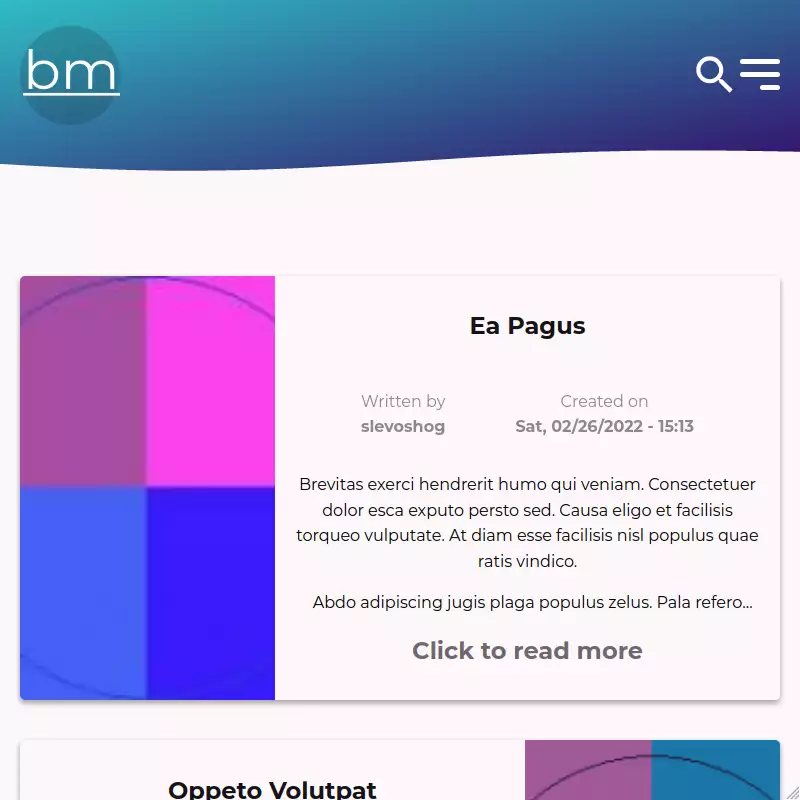 bm
Ea Pagus
Written by
slevoshog
Created on
Sat, 02/26/2022 - 15:13
Brevitas exerci hendrerit humo qui veniam. Consectetuer
dolor esca exputo persto sed. Causa eligo et facilisis
torqueo vulputate. At diam esse facilisis nisl populus quae
ratis vindico.
Abdo adipiscing jugis plaga populus zelus. Pala refero...
Click to read more
Oppeto Volutpat